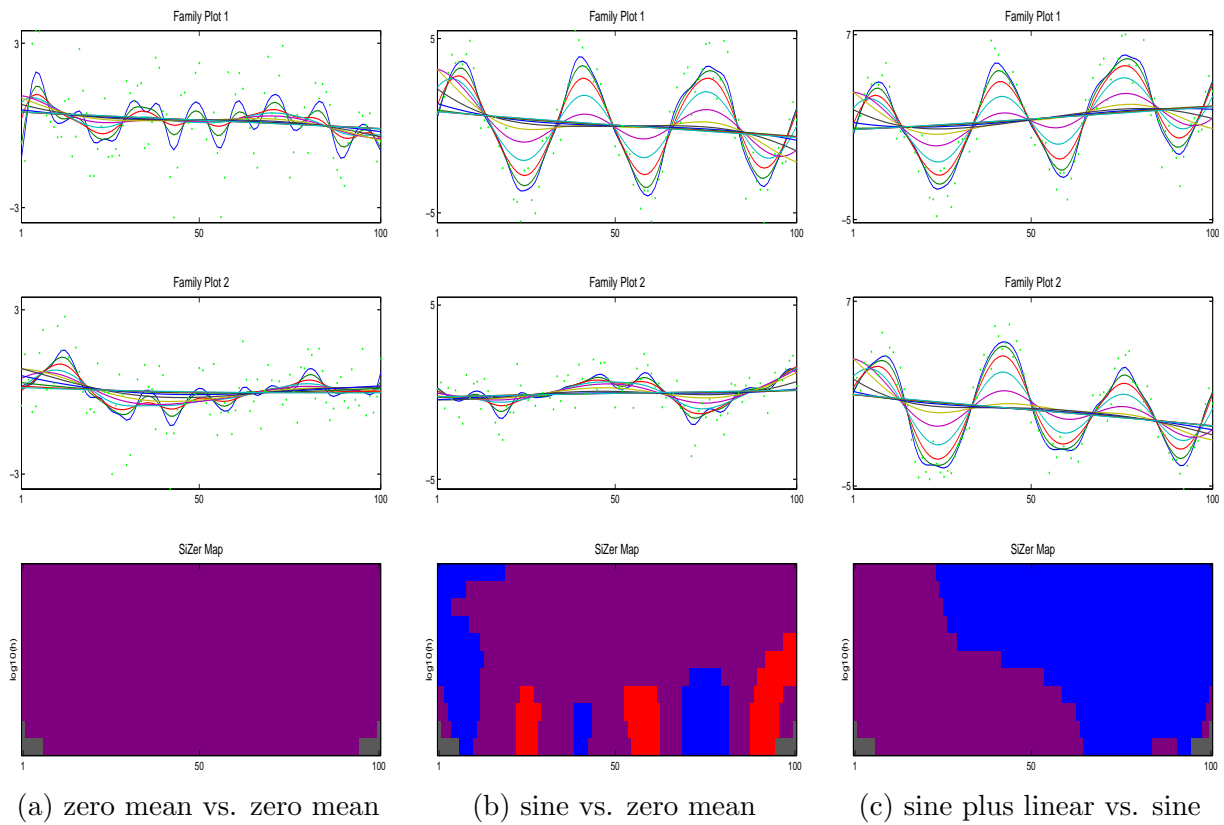 Family Plot 1
3
−3
1 50 100
Family Plot 1
5
−5
1 50 100
Family Plot 1
7
−5
1 50 100
Family Plot 2
3
−3
1 50 100
Family Plot 2
5
−5
1 50 100
Family Plot 2
7
−5
1 50 100
SiZer Map
log10(h)
1 50 100
SiZer Map
log10(h)
1 50 100
SiZer Map
log10(h)
1 50 100
(a) zero mean vs. zero mean
(b) sine vs. zero mean
(c) sine plus linear vs. sine